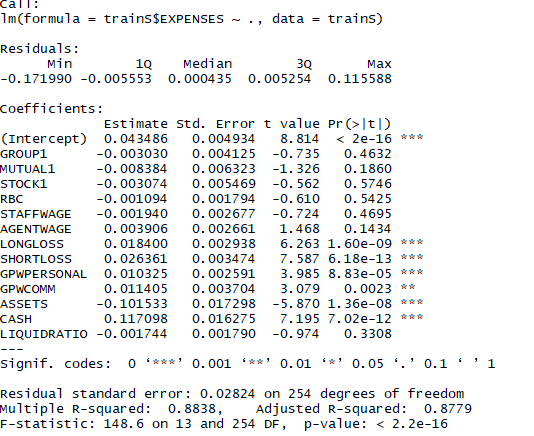 Call:
lm(formula = trainS$EXPENSES ~ ., data = trainS)
Residuals:
Min 1Q Median 3Q Max
-0.171990 -0.005553 0.000435 0.005254 0.115588
Coefficients:
Estimate Std. Error t value Pr(>|t|)
(Intercept) 0.043486 0.004934 8.814 < 2e-16 ***
GROUP1 -0.003030 0.004125 -0.735 0.4632
MUTUAL1 -0.008384 0.006323 -1.326 0.1860
STOCK1 -0.003074 0.005469 -0.562 0.5746
RBC -0.001094 0.001794 -0.610 0.5425
STAFFWAGE -0.001940 0.002677 -0.724 0.4695
AGENTWAGE 0.003906 0.002661 1.468 0.1434
LONGLOSS 0.018400 0.002938 6.263 1.60e-09 ***
SHORTLOSS 0.026361 0.003474 7.587 6.18e-13 ***
GPWPERSONAL 0.010325 0.002591 3.985 8.83e-05 ***
GPWCOMM 0.011405 0.003704 3.079 0.0023 **
ASSETS -0.101533 0.017298 -5.870 1.36e-08 ***
CASH 0.117098 0.016275 7.195 7.02e-12 ***
LIQUIDRATIO -0.001744 0.001790 -0.974 0.3308
---
Signif. codes: 0 ‘***’ 0.001 ‘**’ 0.01 ‘*’ 0.05 ‘.’ 0.1 ‘ ’ 1
Residual standard error: 0.02824 on 254 degrees of freedom
Multiple R-squared: 0.8838, Adjusted R-squared: 0.8779
F-statistic: 148.6 on 13 and 254 DF, p-value: < 2.2e-16